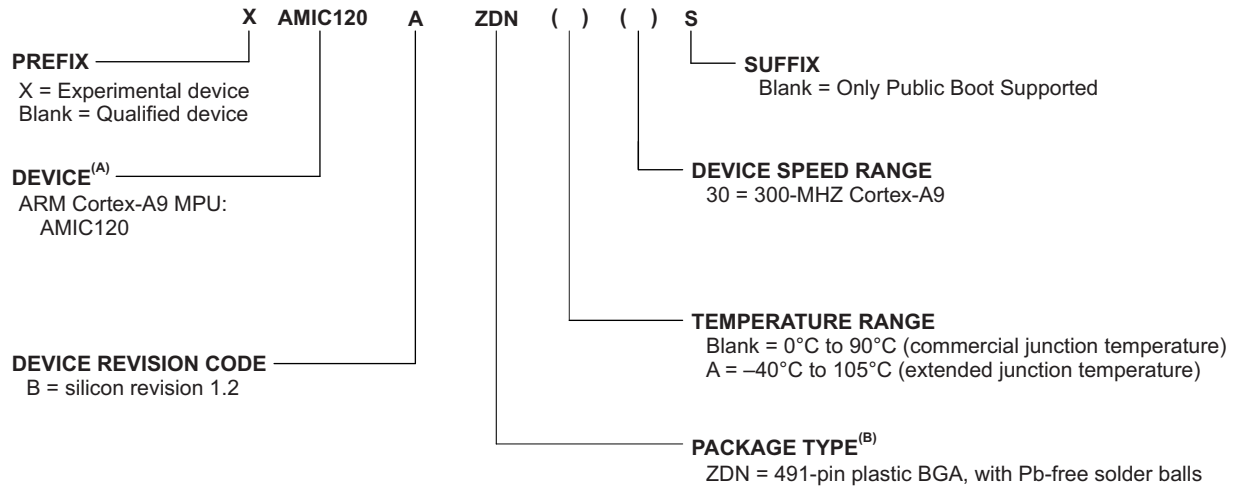 X AMIC120 A ZDN ( ) ( ) S
PREFIX
X = Experimental device
Blank = Qualified device
DEVICE(A)
ARM Cortex-A9 MPU:
AMIC120
DEVICE REVISION CODE
B = silicon revision 1.2
SUFFIX
Blank = Only Public Boot Supported
DEVICE SPEED RANGE
30 = 300-MHZ Cortex-A9
TEMPERATURE RANGE
Blank = 0°C to 90°C (commercial junction temperature)
A = –40°C to 105°C (extended junction temperature)
PACKAGE TYPE(B)
ZDN = 491-pin plastic BGA, with Pb-free solder balls